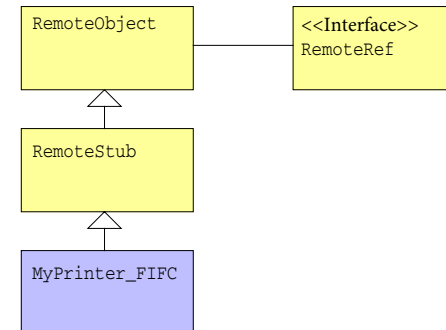 RemoteObject
<<Interface>>
RemoteRef
RemoteStub
MyPrinter_FIFC